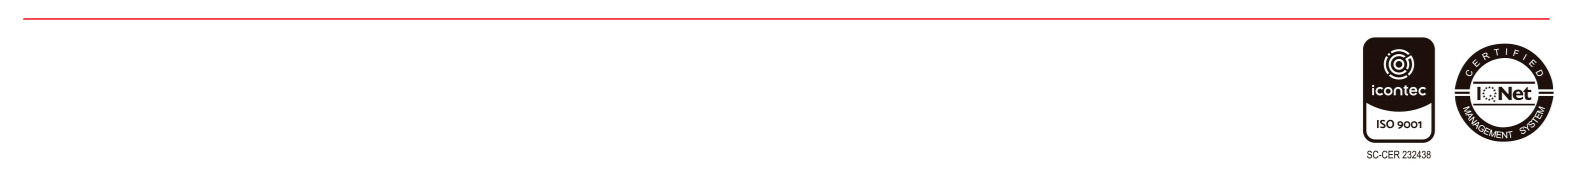 icontec
ISO 9001
SC-CER 232438
CERTIFIED
IQNet
MANAGEMENT SYSTEM